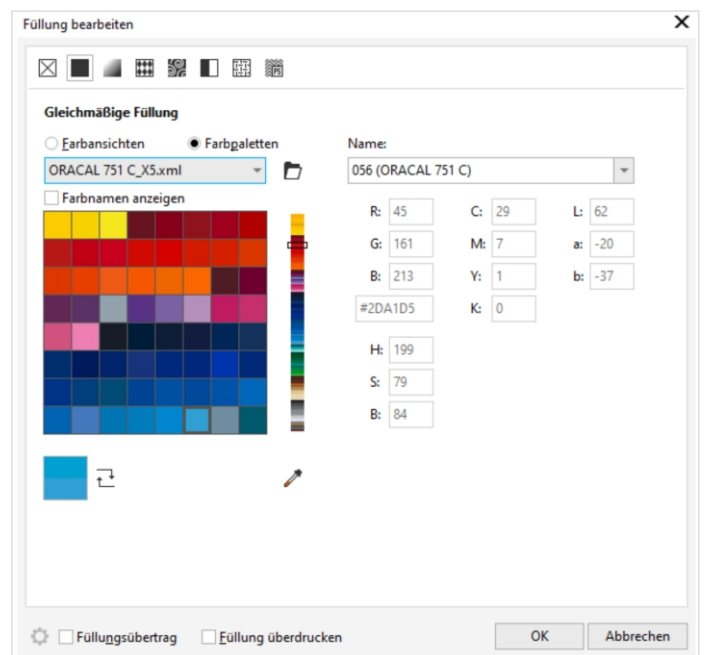 Füllung bearbeiten
Gleichmäßige Füllung
Farbansichten Farbpaletten Name:
ORACAL 751 C_X5.xml 056 (ORACAL 751 C)
Farbnamen anzeigen
R: 45 C: 29 L: 62
G: 161 M: 7 a: -20
B: 213 Y: 1 b: -37
#2DA1D5 K: 0
H: 199
S: 79
B: 84
Füllungsübertrag Füllung überdrucken OK Abbrechen